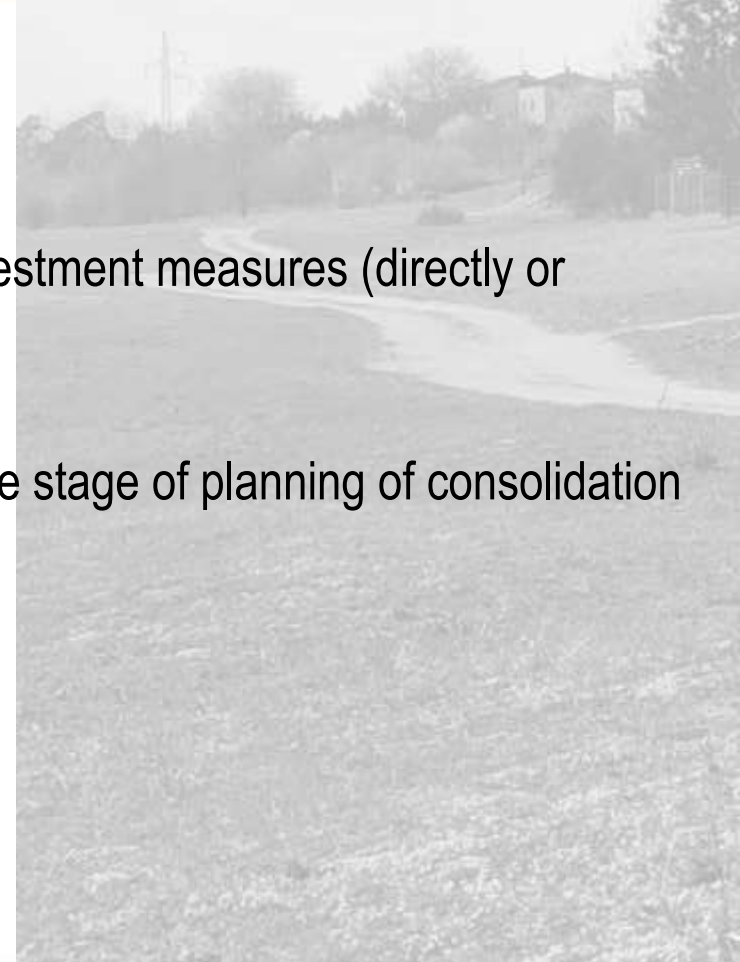 estment measures (directly or
e stage of planning of consolidation